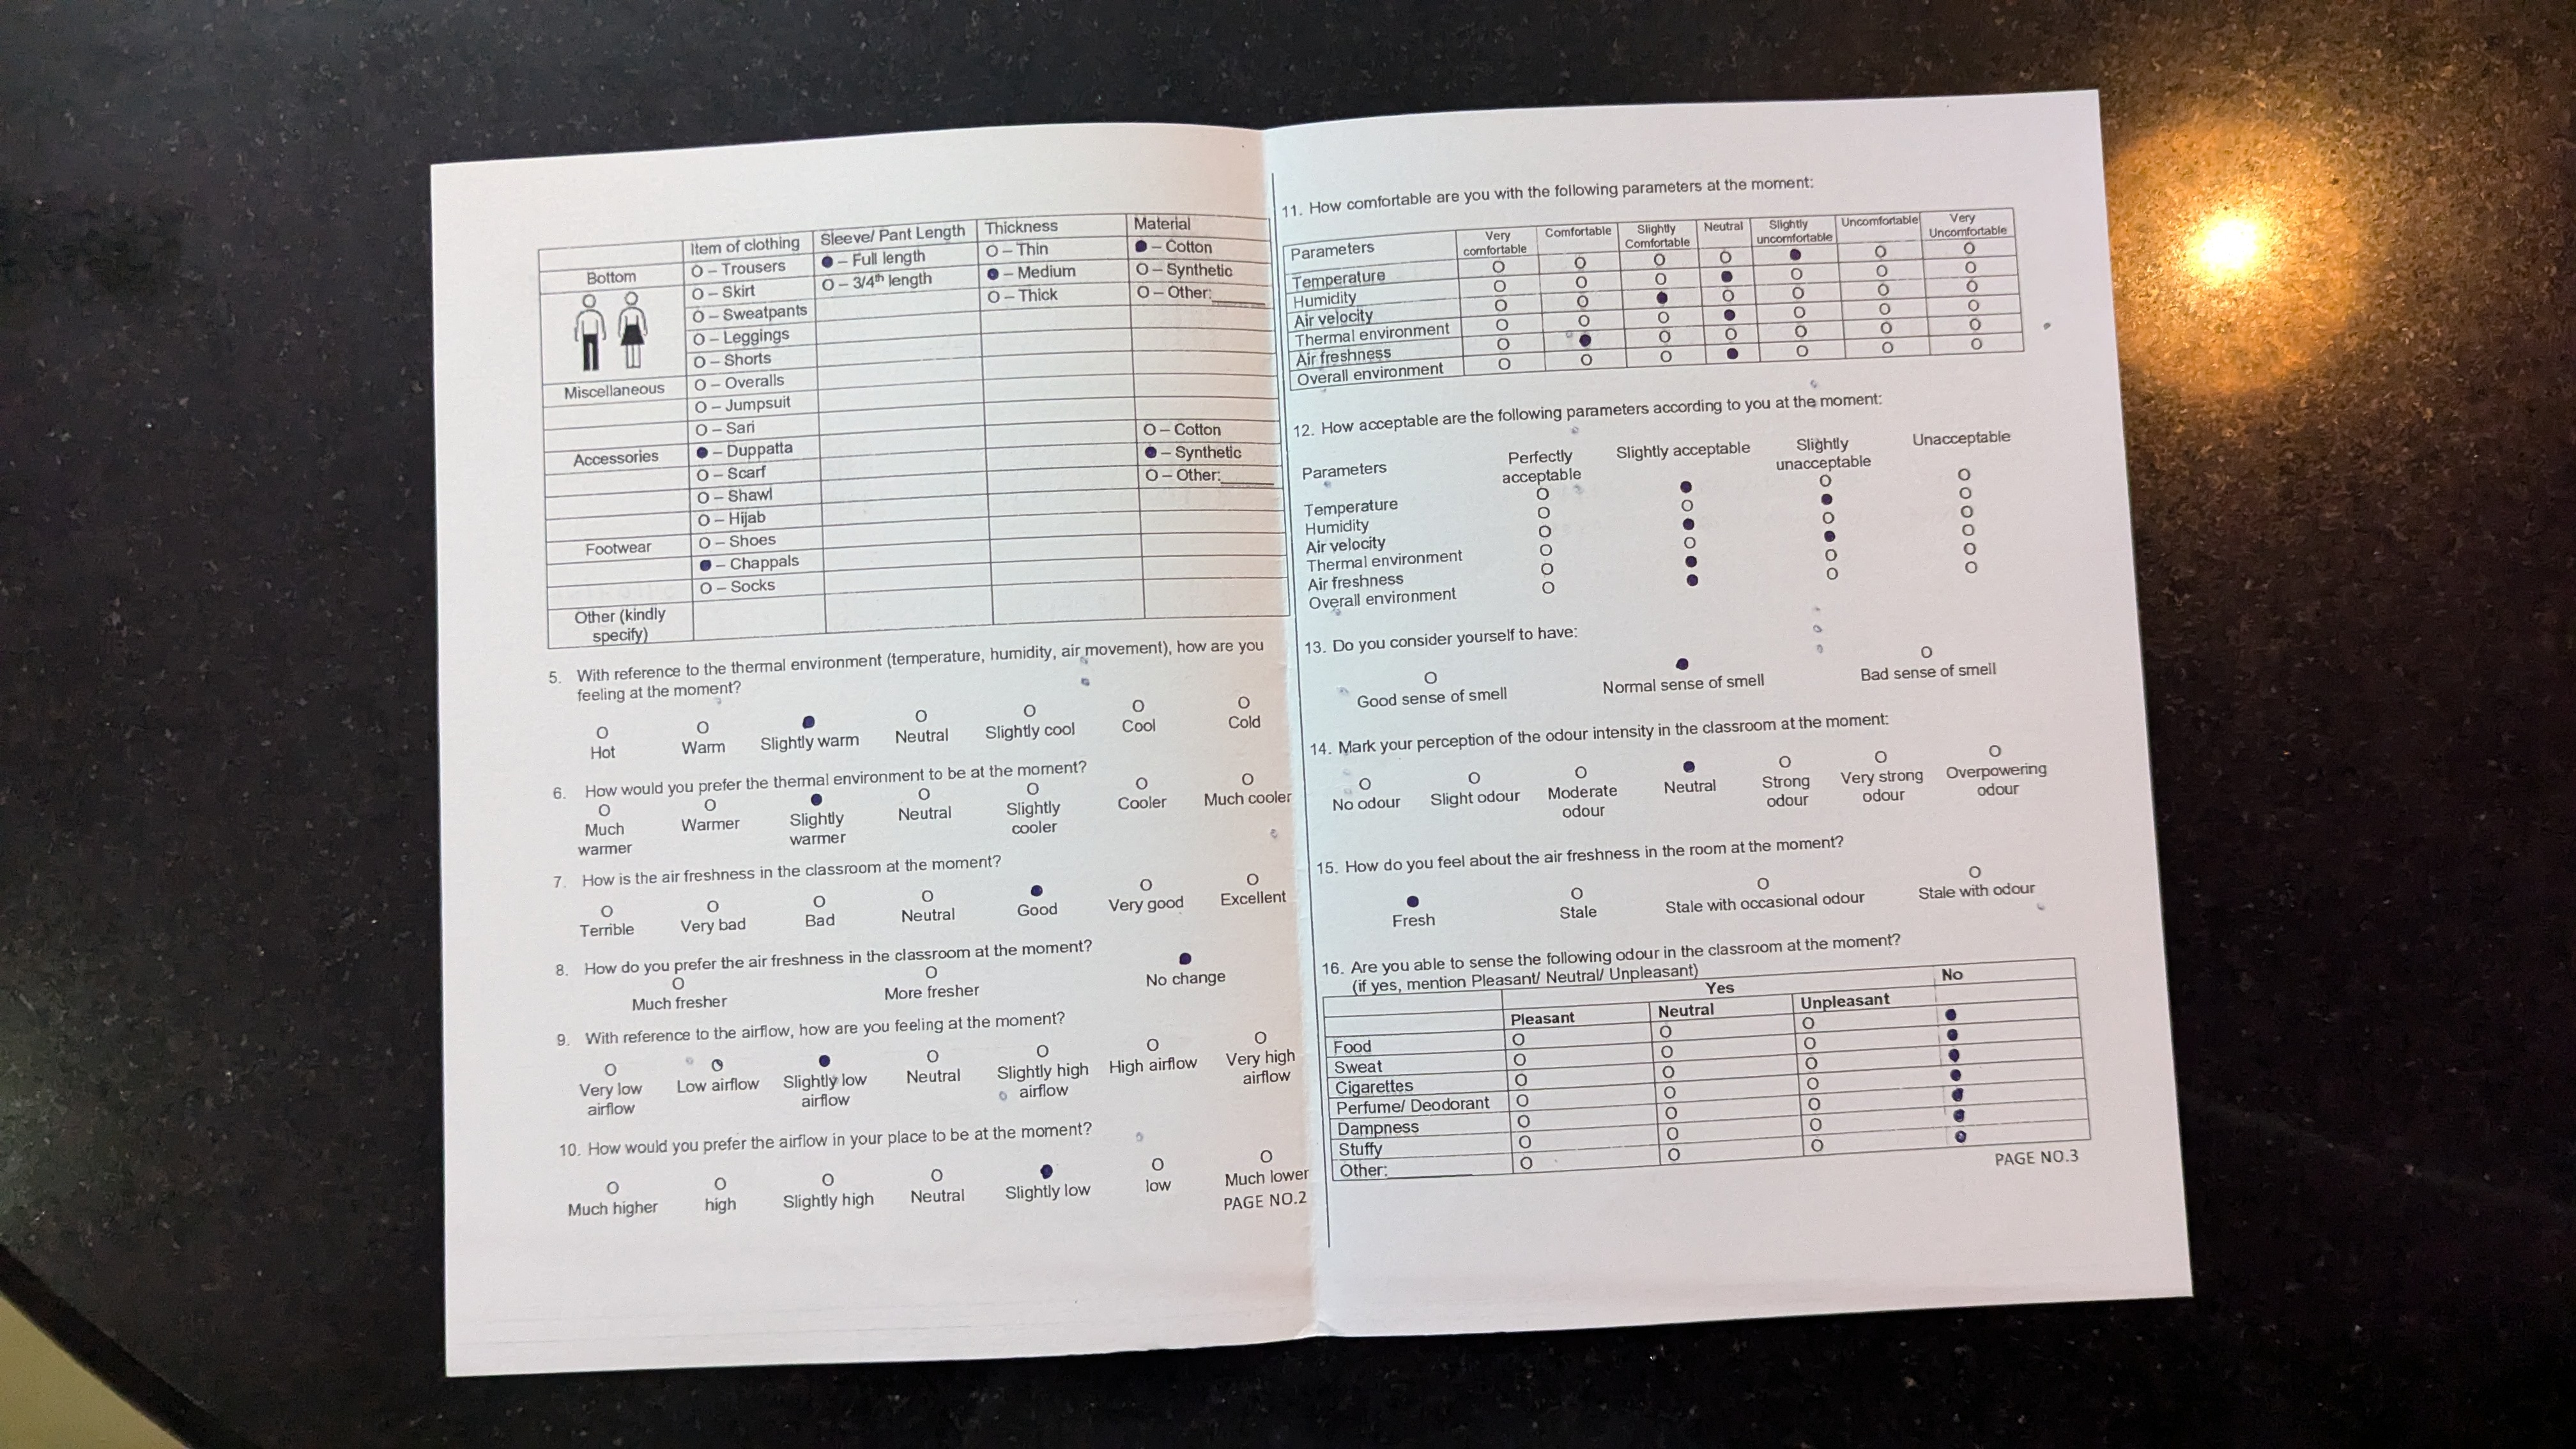 Item of clothing Sleeve/ Pant Length Thickness Material
Bottom O – Trousers ● – Full length O – Thin ● – Cotton
O – Skirt O – 3/4th length ● – Medium O – Synthetic
O – Sweatpants O – Thick O – Other:______
O – Leggings
O – Shorts
Miscellaneous O – Overalls
O – Jumpsuit
O – Sari O – Cotton
Accessories ● – Duppatta ● – Synthetic
O – Scarf O – Other:______
O – Shawl
O – Hijab
Footwear O – Shoes
● – Chappals
O – Socks
Other (kindly
specify)
5. With reference to the thermal environment (temperature, humidity, air movement), how are you
feeling at the moment?
O O ● O O O O
Hot Warm Slightly warm Neutral Slightly cool Cool Cold
6. How would you prefer the thermal environment to be at the moment?
O O ● O O O O
Much Warmer Slightly Neutral Slightly Cooler Much cooler
warmer warmer cooler
7. How is the air freshness in the classroom at the moment?
O O O O ● O O
Terrible Very bad Bad Neutral Good Very good Excellent
8. How do you prefer the air freshness in the classroom at the moment?
O O ●
Much fresher More fresher No change
9. With reference to the airflow, how are you feeling at the moment?
O O ● O O O O
Very low Low airflow Slightly low Neutral Slightly high High airflow Very high
airflow airflow airflow airflow
10. How would you prefer the airflow in your place to be at the moment?
O O O O ● O O
Much higher high Slightly high Neutral Slightly low low Much lower
PAGE NO.2
11. How comfortable are you with the following parameters at the moment:
Parameters Very Comfortable Slightly Neutral Slightly Uncomfortable Very
comfortable Comfortable uncomfortable Uncomfortable
Temperature O O O O ● O O
Humidity O O O ● O O O
Air velocity O O ● O O O O
Thermal environment O O O ● O O O
Air freshness O ● O O O O O
Overall environment O O O ● O O O
12. How acceptable are the following parameters according to you at the moment:
Parameters Perfectly Slightly acceptable Slightly Unacceptable
acceptable unacceptable
Temperature O ● O O
Humidity O O ● O
Air velocity O ● O O
Thermal environment O O ● O
Air freshness O ● O O
Overall environment O ● O O
13. Do you consider yourself to have:
O ● O
Good sense of smell Normal sense of smell Bad sense of smell
14. Mark your perception of the odour intensity in the classroom at the moment:
O O O ● O O O
No odour Slight odour Moderate Neutral Strong Very strong Overpowering
odour odour odour odour
15. How do you feel about the air freshness in the room at the moment?
● O O O
Fresh Stale Stale with occasional odour Stale with odour
16. Are you able to sense the following odour in the classroom at the moment?
(if yes, mention Pleasant/ Neutral/ Unpleasant)
Yes No
Pleasant Neutral Unpleasant
Food O O O ●
Sweat O O O ●
Cigarettes O O O ●
Perfume/ Deodorant O O O ●
Dampness O O O ●
Stuffy O O O ●
Other:__________ O O O ●
PAGE NO.3